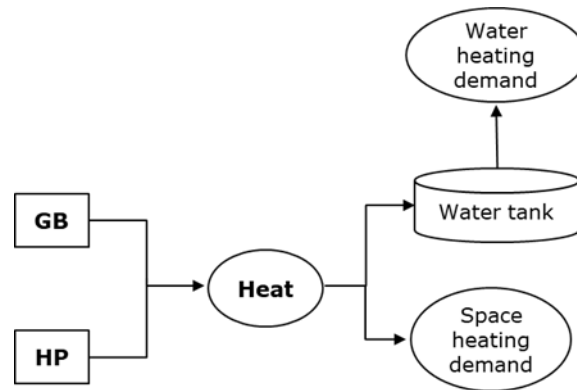 Water
heating
demand
GB
Water tank
Heat
HP
Space
heating
demand